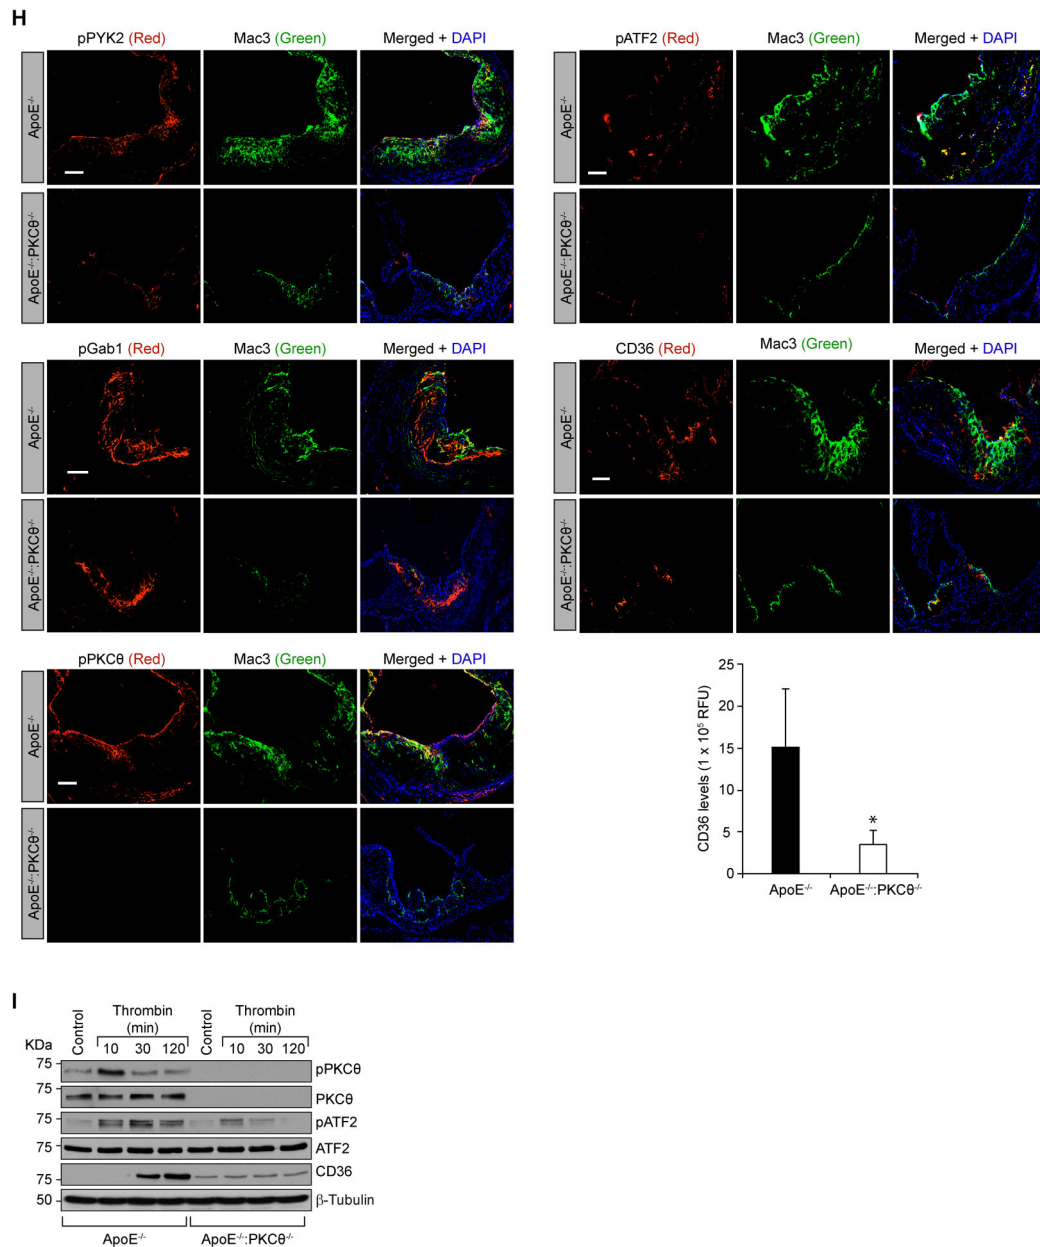 H
pPYK2 (Red) Mac3 (Green) Merged + DAPI
ApoE⁻/⁻
ApoE⁻/⁻:PKCθ⁻/⁻
pATF2 (Red) Mac3 (Green) Merged + DAPI
ApoE⁻/⁻
ApoE⁻/⁻:PKCθ⁻/⁻
pGab1 (Red) Mac3 (Green) Merged + DAPI
ApoE⁻/⁻
ApoE⁻/⁻:PKCθ⁻/⁻
CD36 (Red) Mac3 (Green) Merged + DAPI
ApoE⁻/⁻
ApoE⁻/⁻:PKCθ⁻/⁻
pPKCθ (Red) Mac3 (Green) Merged + DAPI
ApoE⁻/⁻
ApoE⁻/⁻:PKCθ⁻/⁻
CD36 levels (1 x 10⁵ RFU)
25
20
15
10
5
0
*
ApoE⁻/⁻ ApoE⁻/⁻:PKCθ⁻/⁻
I
Control Thrombin (min) Control Thrombin (min)
KDa 10 30 120 10 30 120
75 pPKCθ
75 PKCθ
75 pATF2
75 ATF2
75 CD36
50 β-Tubulin
ApoE⁻/⁻ ApoE⁻/⁻:PKCθ⁻/⁻